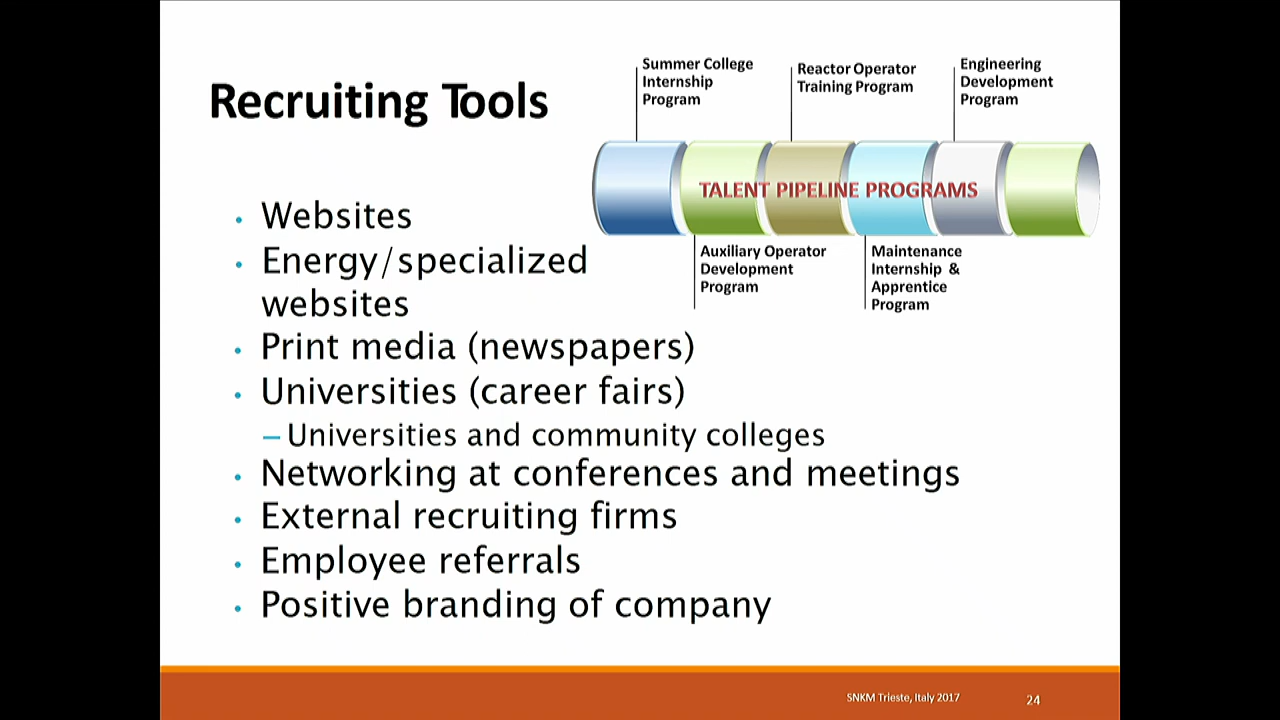 Recruiting Tools
Summer College
Internship
Program
Reactor Operator
Training Program
Engineering
Development
Program
TALENT PIPELINE PROGRAMS
Auxiliary Operator
Development
Program
Maintenance
Internship &
Apprentice
Program
• Websites
• Energy/specialized
websites
• Print media (newspapers)
• Universities (career fairs)
– Universities and community colleges
• Networking at conferences and meetings
• External recruiting firms
• Employee referrals
• Positive branding of company
SNKM Trieste, Italy 2017
24